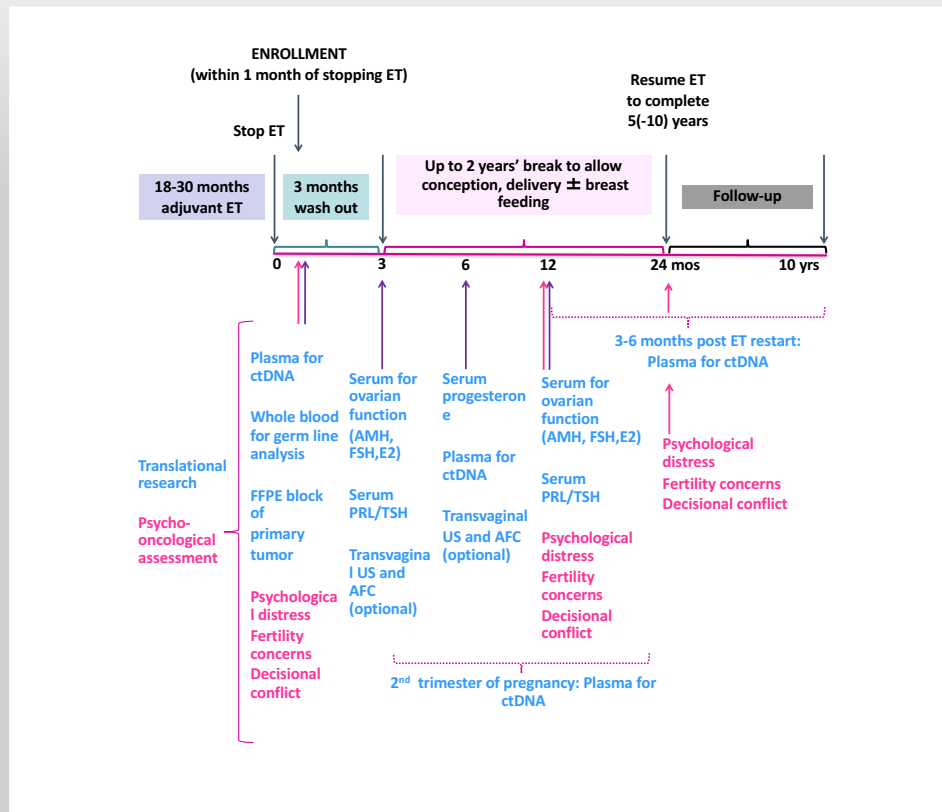 ENROLLMENT
(within 1 month of stopping ET)
Stop ET
Resume ET
to complete
5(-10) years
18-30 months
adjuvant ET
3 months
wash out
Up to 2 years' break to allow
conception, delivery ± breast
feeding
Follow-up
0
3
6
12
24 mos
10 yrs
Translational
research
Psycho-
oncological
assessment
Plasma for
ctDNA
Whole blood
for germ line
analysis
FFPE block
of
primary
tumor
Psychologica
l distress
Fertility
concerns
Decisional
conflict
Serum for
ovarian
function
(AMH,
FSH,E2)
Serum
PRL/TSH
Transvagina
l US and
AFC
(optional)
Serum
progesteron
e
Plasma for
ctDNA
Transvaginal
US and AFC
(optional)
Serum for
ovarian
function
(AMH, FSH,E2)
Serum
PRL/TSH
Psychological
distress
Fertility
concerns
Decisional
conflict
3-6 months post ET restart:
Plasma for ctDNA
Psychological
distress
Fertility concerns
Decisional conflict
2nd trimester of pregnancy: Plasma for
ctDNA